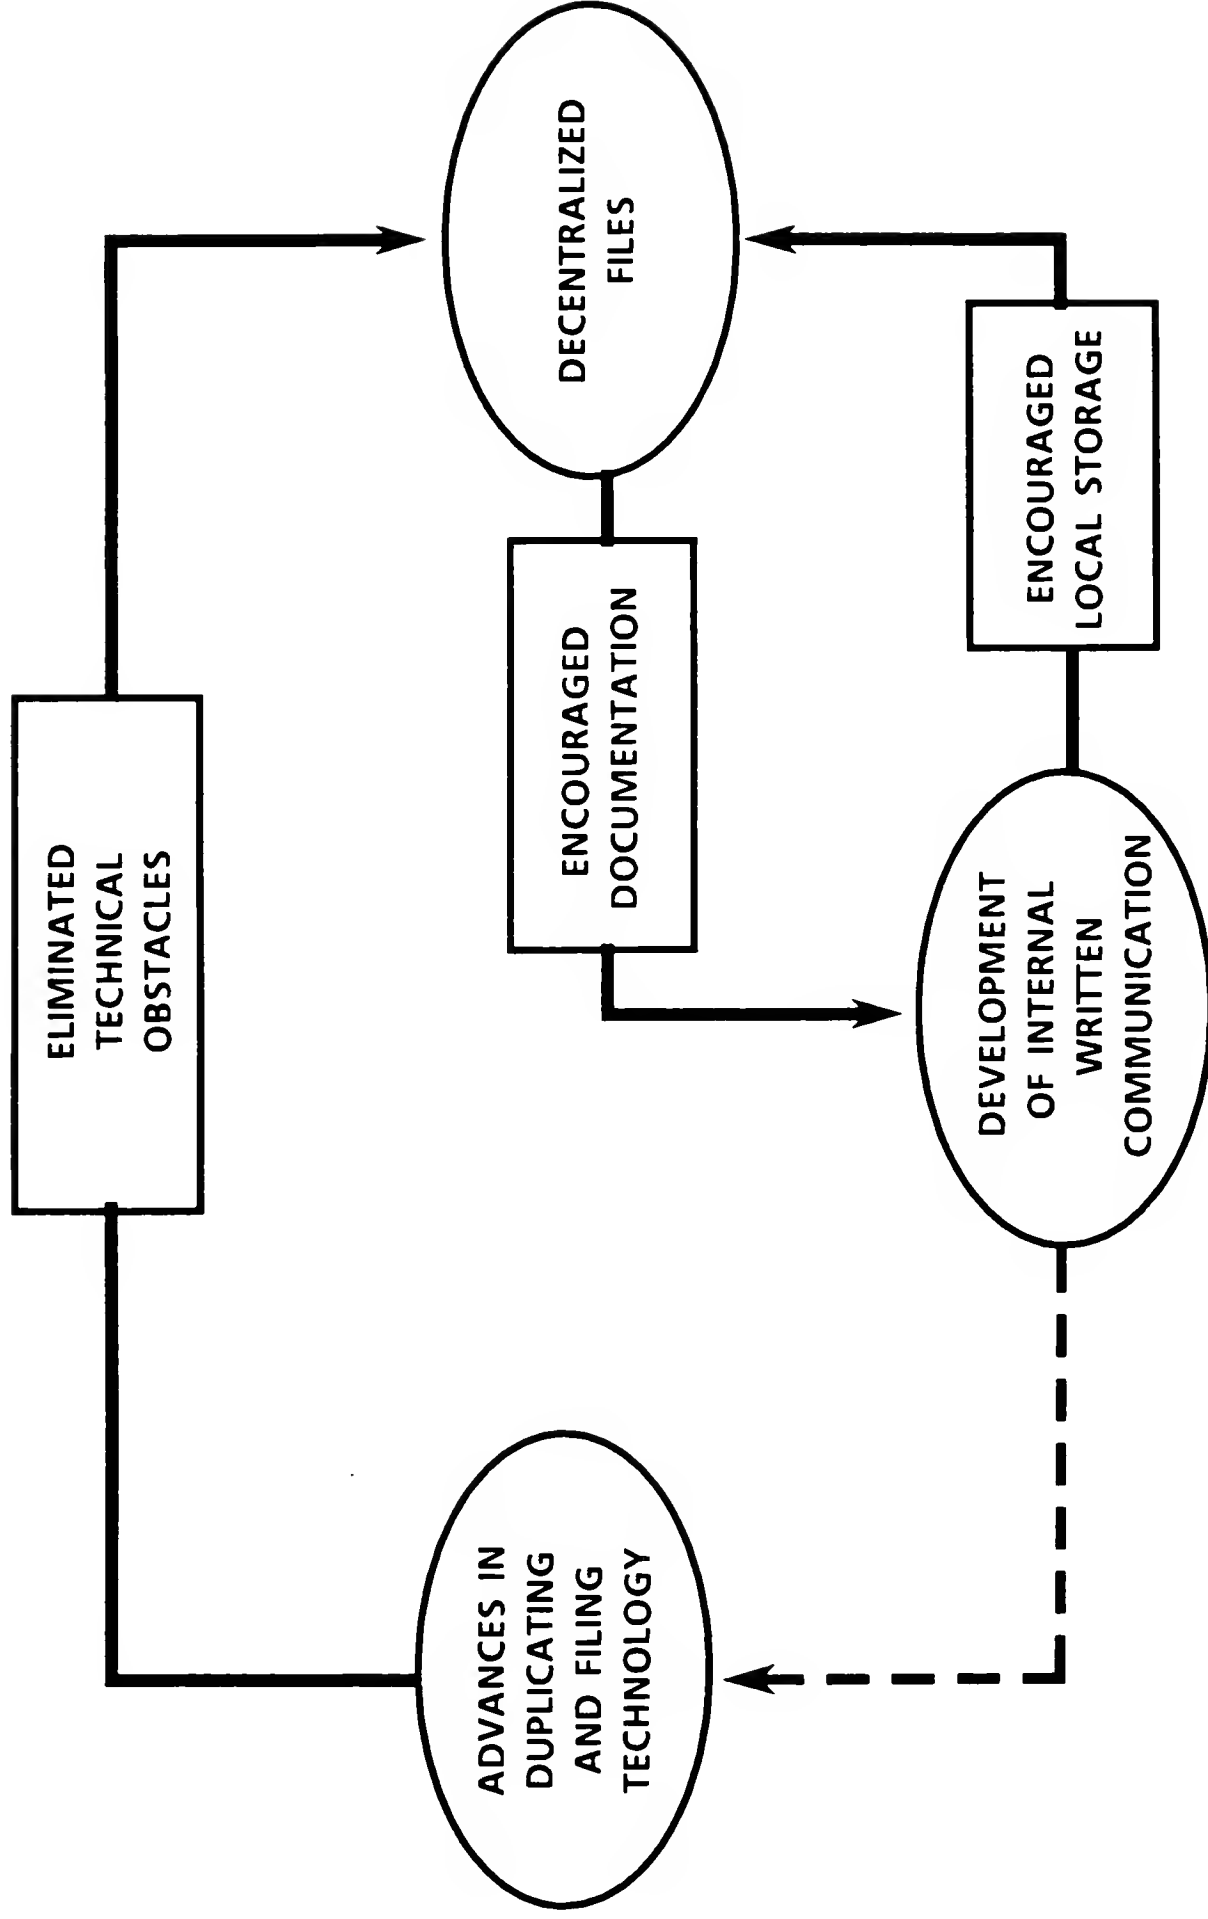 ELIMINATED
TECHNICAL
OBSTACLES
ADVANCES IN
DUPLICATING
AND FILING
TECHNOLOGY
ENCOURAGED
DOCUMENTATION
DECENTRALIZED
FILES
DEVELOPMENT
OF INTERNAL
WRITTEN
COMMUNICATION
ENCOURAGED
LOCAL STORAGE